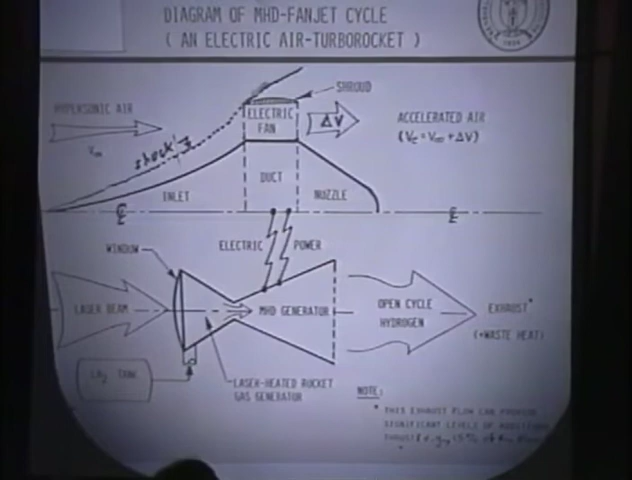 DIAGRAM OF MHD-FANJET CYCLE
( AN ELECTRIC AIR-TURBOROCKET )
SHROUD
HYPERSONIC AIR
V∞
shock
ELECTRIC
FAN
ΔV
ACCELERATED AIR
(Ve = V∞ + ΔV)
INLET
DUCT
NOZZLE
℄
℄
WINDOW
ELECTRIC
POWER
LASER BEAM
MHD GENERATOR
OPEN CYCLE
HYDROGEN
EXHAUST*
(+WASTE HEAT)
LH2 TANK
LASER-HEATED ROCKET
GAS GENERATOR
NOTE:
* THIS EXHAUST FLOW CAN PROVIDE
SIGNIFICANT LEVELS OF ADDITIONAL
THRUST